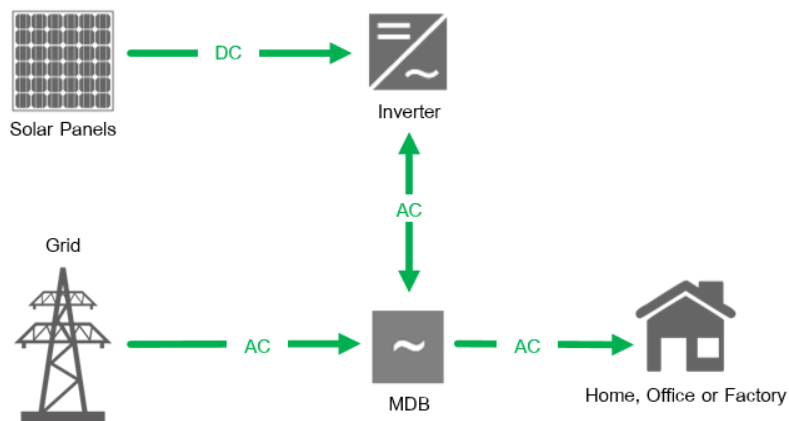 DC
Solar Panels
Inverter
AC
Grid
AC
AC
MDB
Home, Office or Factory